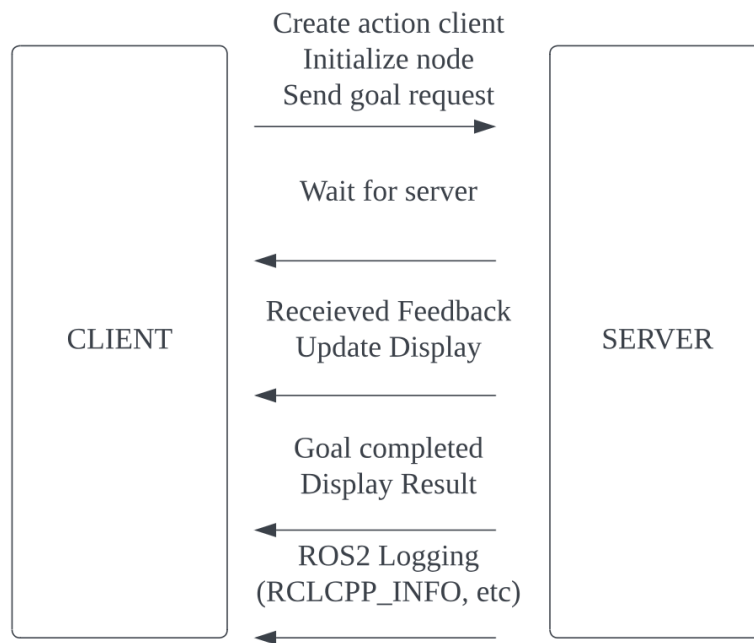 Create action client
Initialize node
Send goal request
Wait for server
CLIENT
Receieved Feedback
Update Display
SERVER
Goal completed
Display Result
ROS2 Logging
(RCLCPP_INFO, etc)